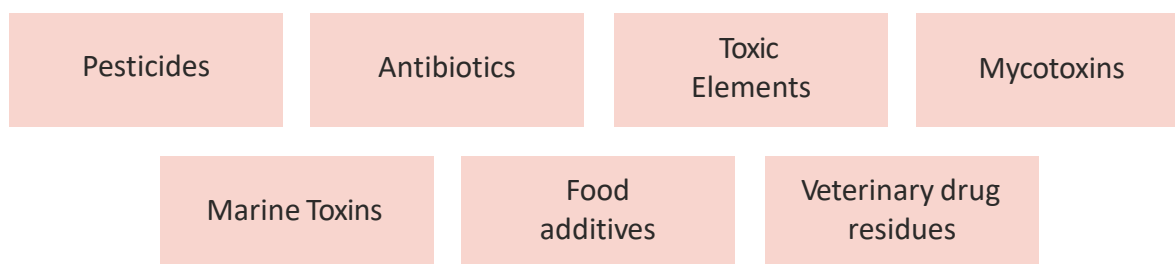 Pesticides
Antibiotics
Toxic
Elements
Mycotoxins
Marine Toxins
Food
additives
Veterinary drug
residues